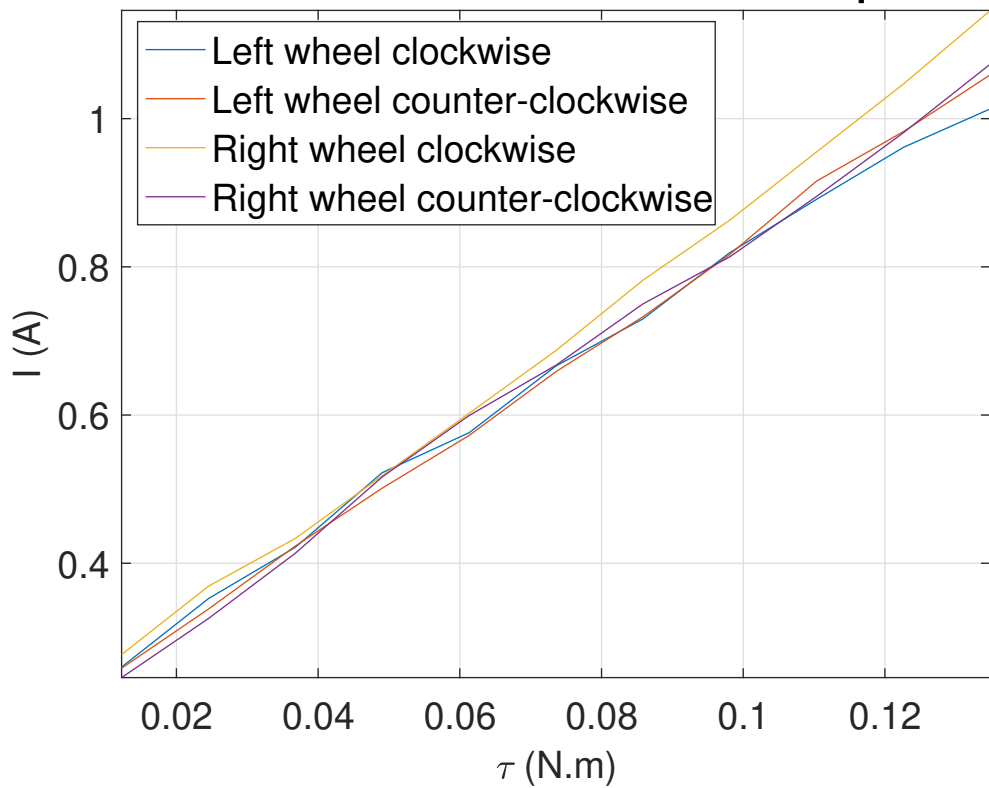 Left wheel clockwise
Left wheel counter-clockwise
Right wheel clockwise
Right wheel counter-clockwise
1
0.8
0.6
0.4
I (A)
0.02 0.04 0.06 0.08 0.1 0.12
τ (N.m)